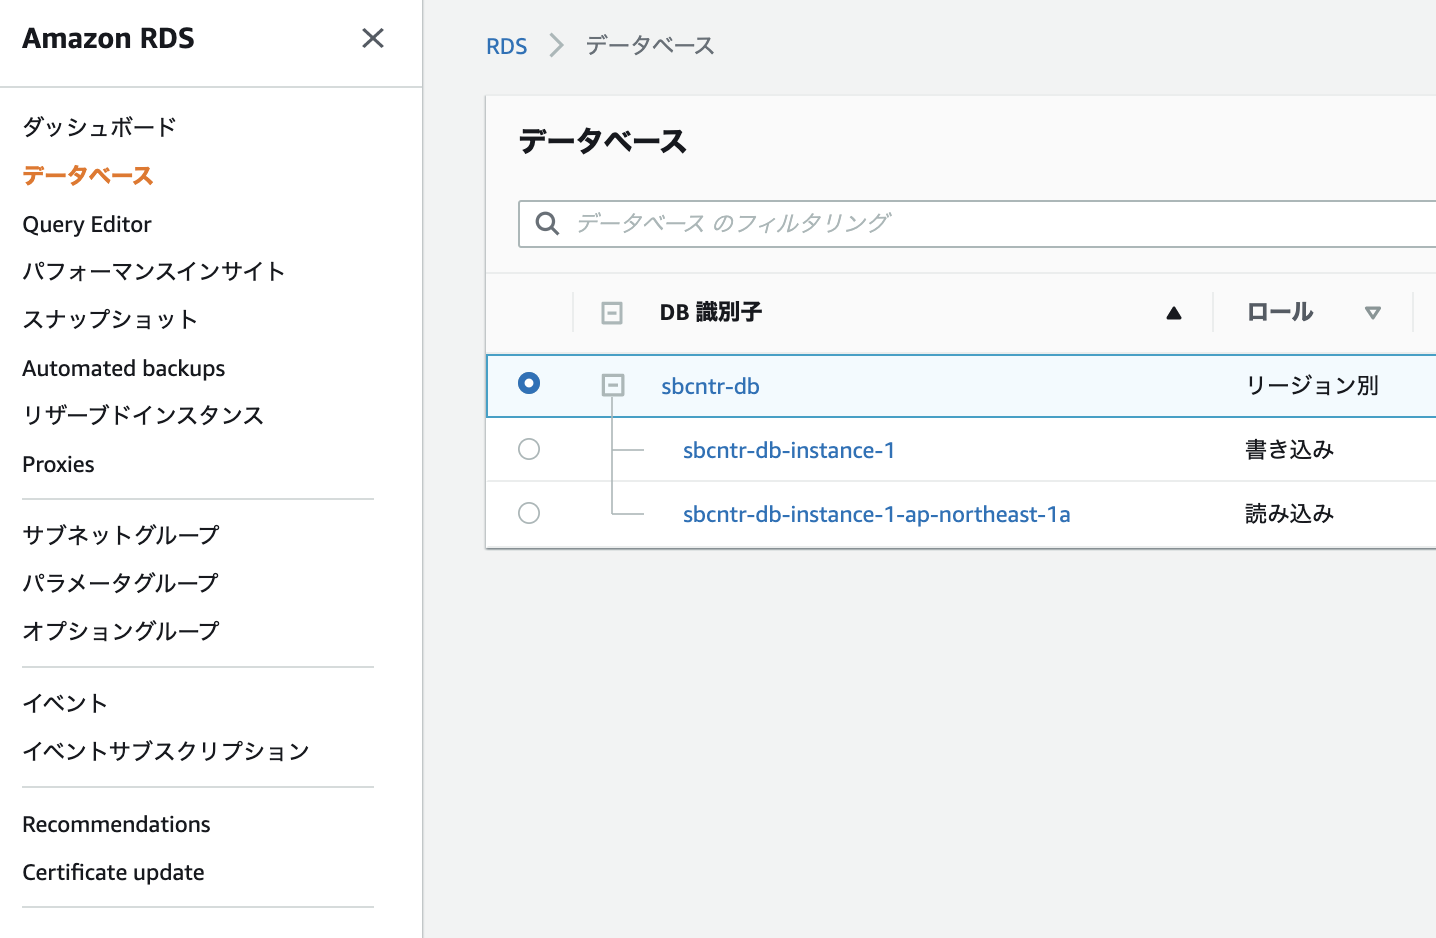 Amazon RDS
ダッシュボード
データベース
Query Editor
パフォーマンスインサイト
スナップショット
Automated backups
リザーブドインスタンス
Proxies
サブネットグループ
パラメータグループ
オプショングループ
イベント
イベントサブスクリプション
Recommendations
Certificate update
RDS > データベース
データベース
データベース のフィルタリング
DB 識別子 ロール
sbcntr-db リージョン別
sbcntr-db-instance-1 書き込み
sbcntr-db-instance-1-ap-northeast-1a 読み込み